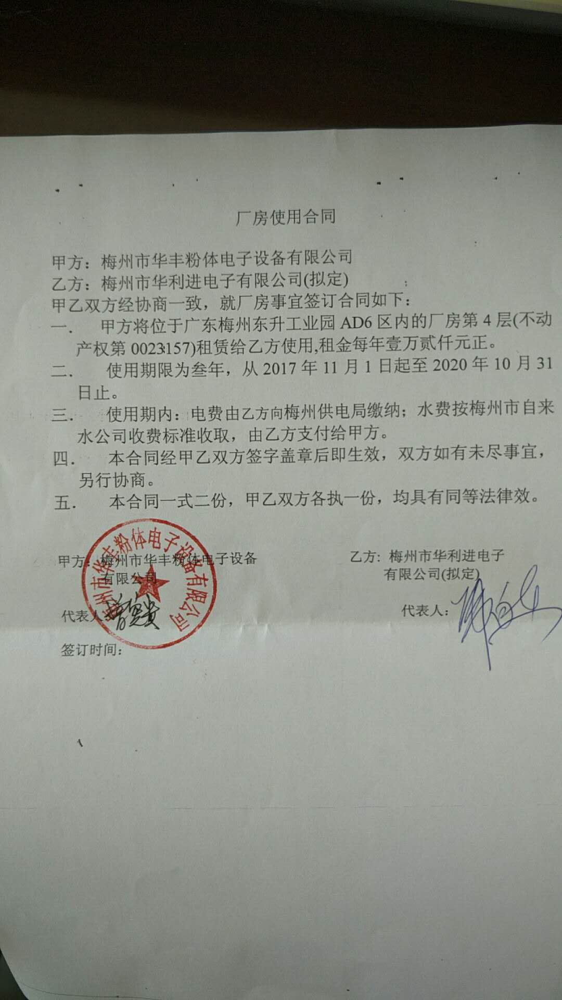 厂房使用合同
甲方：梅州市华丰粉体电子设备有限公司
乙方：梅州市华利进电子有限公司(拟定)
甲乙双方经协商一致，就厂房事宜签订合同如下：
一． 甲方将位于广东梅州东升工业园 AD6 区内的厂房第 4 层(不动
产权第 0023157)租赁给乙方使用,租金每年壹万贰仟元正。
二． 使用期限为叁年，从 2017 年 11 月 1 日起至 2020 年 10 月 31
日止。
三． 使用期内：电费由乙方向梅州供电局缴纳；水费按梅州市自来
水公司收费标准收取，由乙方支付给甲方。
四． 本合同经甲乙双方签字盖章后即生效，双方如有未尽事宜，
另行协商。
五． 本合同一式二份，甲乙双方各执一份，均具有同等法律效。
甲方：梅州市华丰粉体电子设备
有限公司
代表人
签订时间：
梅州市华丰粉体电子设备有限公司
乙方: 梅州市华利进电子
有限公司(拟定)
代表人：